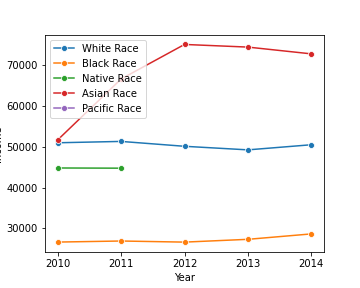 White Race
Black Race
Native Race
Asian Race
Pacific Race
70000
60000
50000
40000
30000
2010 2011 2012 2013 2014
Year